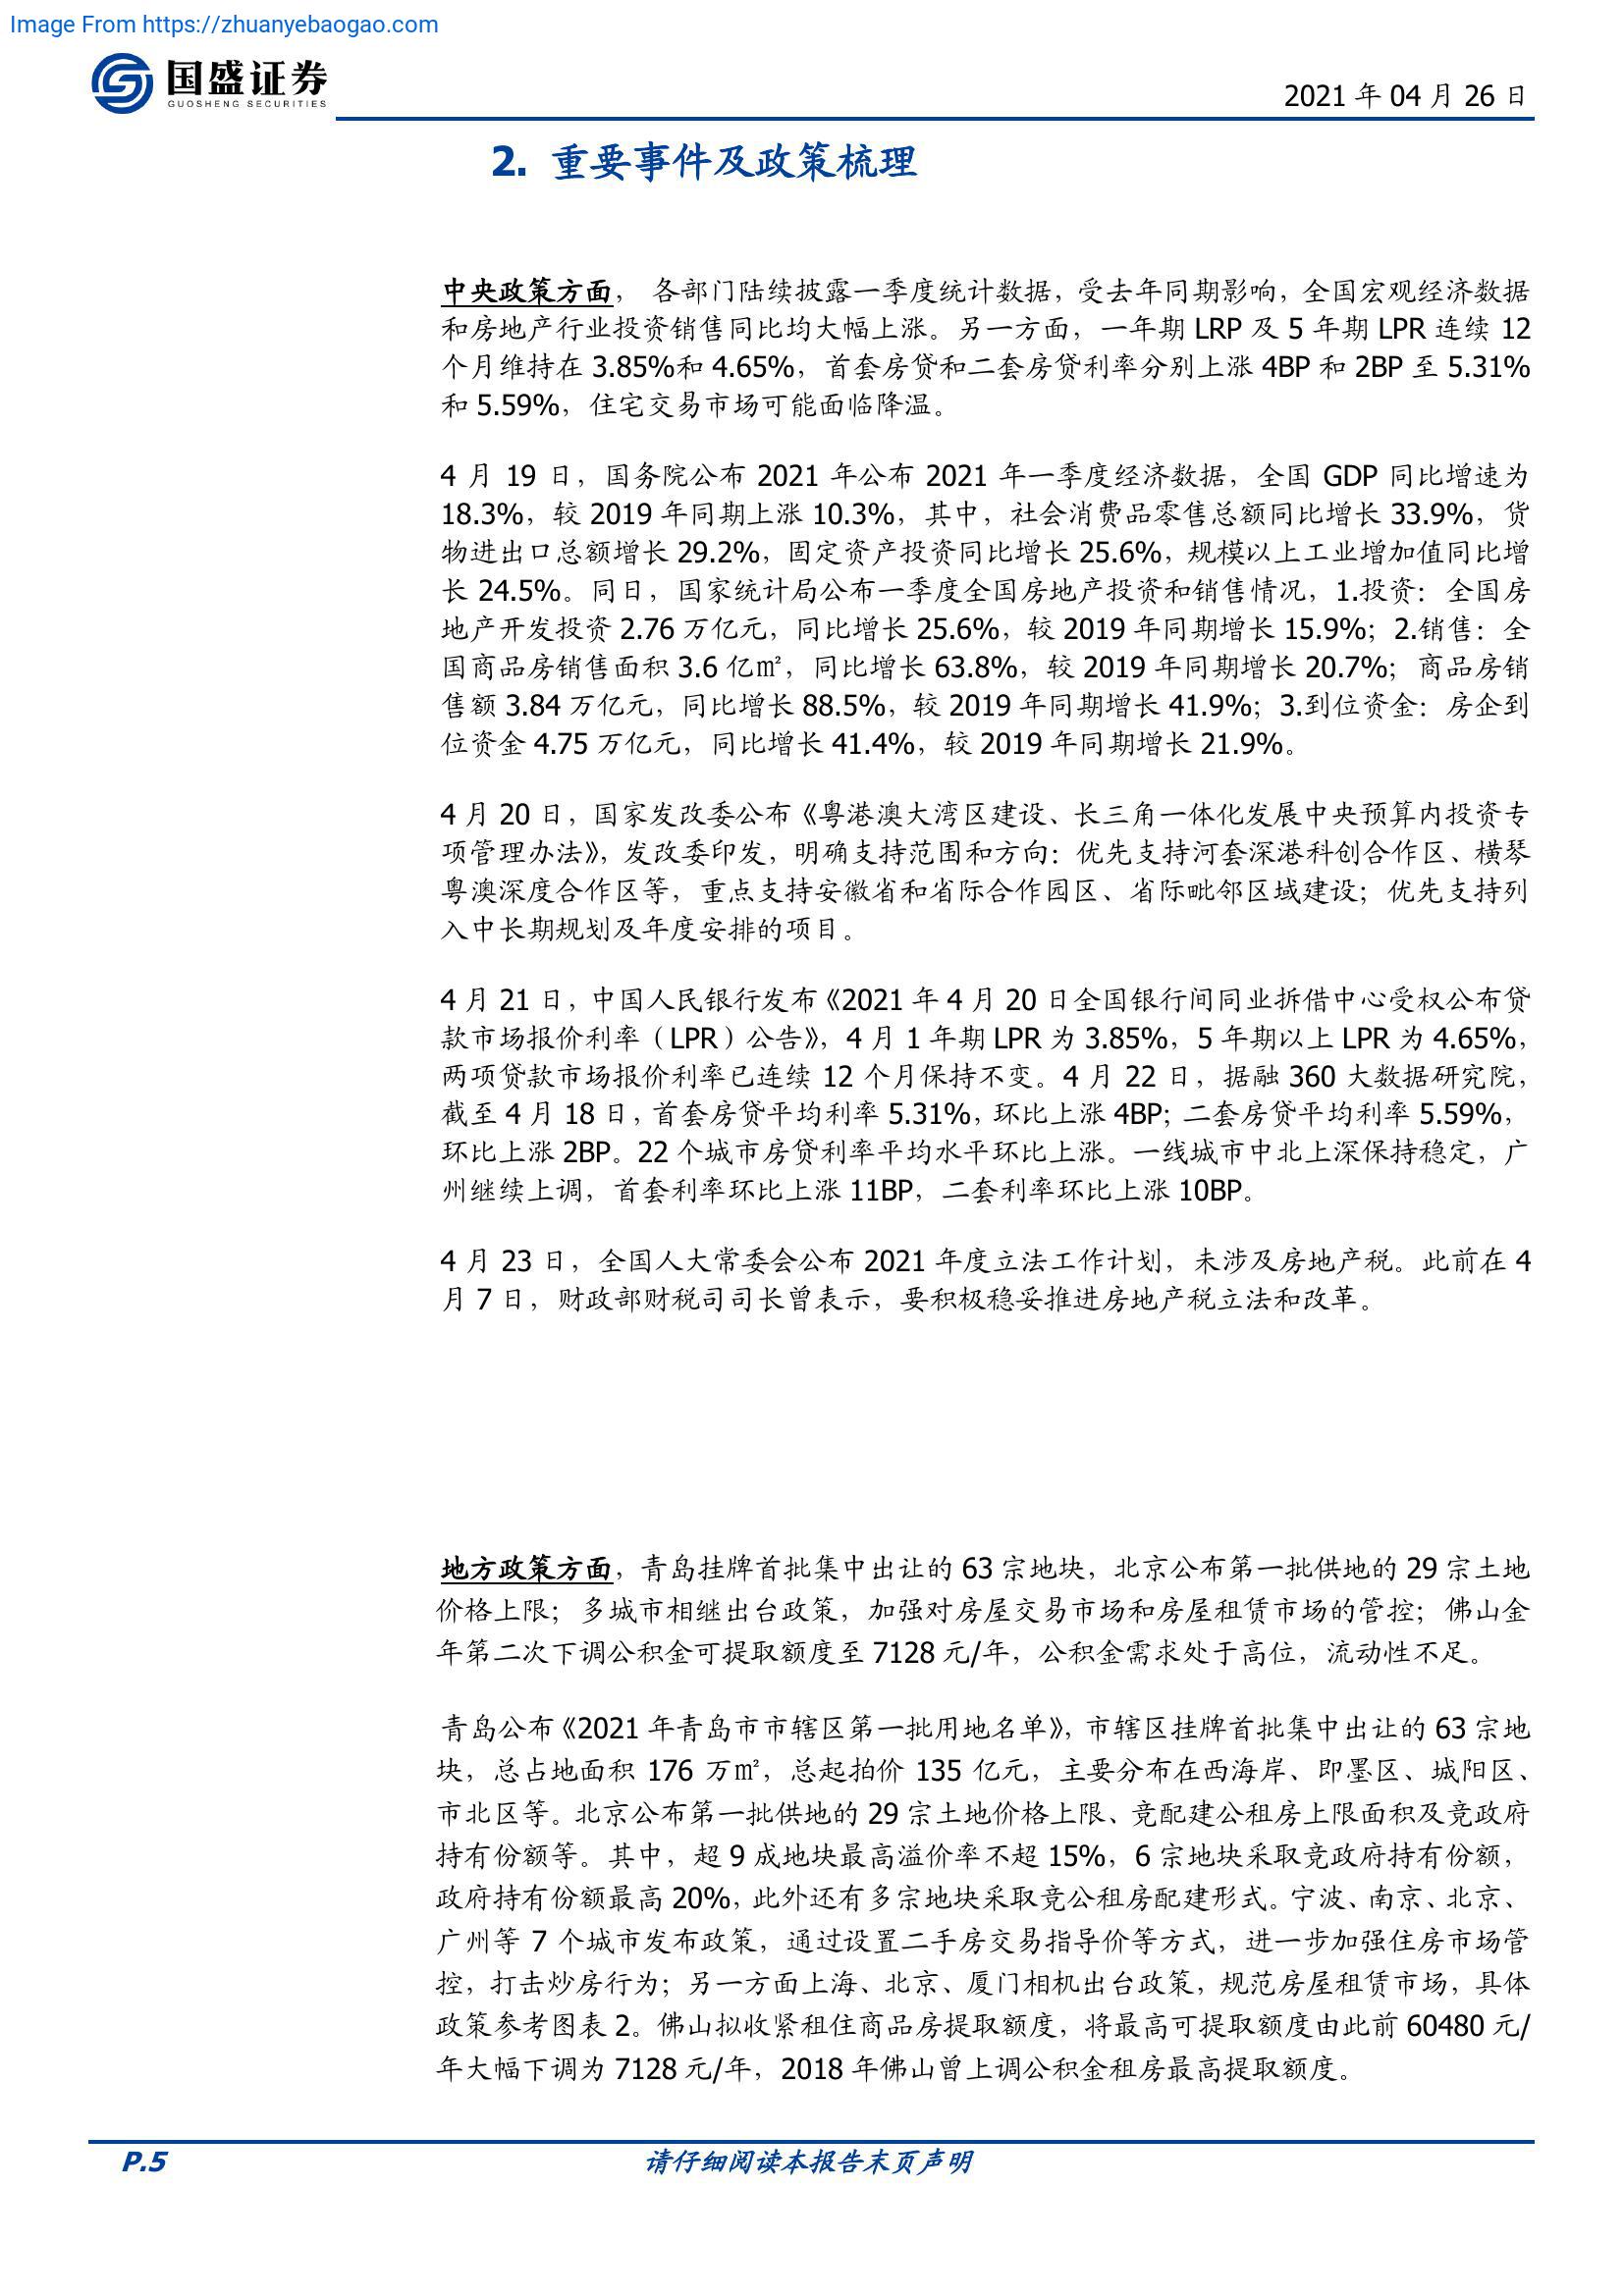 Image From https://zhuanyebaogao.com
国盛证券
GUOSHENG SECURITIES
2021 年 04 月 26 日
2. 重要事件及政策梳理
中央政策方面， 各部门陆续披露一季度统计数据，受去年同期影响，全国宏观经济数据
和房地产行业投资销售同比均大幅上涨。另一方面，一年期 LRP 及 5 年期 LPR 连续 12
个月维持在 3.85%和 4.65%，首套房贷和二套房贷利率分别上涨 4BP 和 2BP 至 5.31%
和 5.59%，住宅交易市场可能面临降温。
4 月 19 日，国务院公布 2021 年公布 2021 年一季度经济数据，全国 GDP 同比增速为
18.3%，较 2019 年同期上涨 10.3%，其中，社会消费品零售总额同比增长 33.9%，货
物进出口总额增长 29.2%，固定资产投资同比增长 25.6%，规模以上工业增加值同比增
长 24.5%。同日，国家统计局公布一季度全国房地产投资和销售情况，1.投资：全国房
地产开发投资 2.76 万亿元，同比增长 25.6%，较 2019 年同期增长 15.9%；2.销售：全
国商品房销售面积 3.6 亿㎡，同比增长 63.8%，较 2019 年同期增长 20.7%；商品房销
售额 3.84 万亿元，同比增长 88.5%，较 2019 年同期增长 41.9%；3.到位资金：房企到
位资金 4.75 万亿元，同比增长 41.4%，较 2019 年同期增长 21.9%。
4 月 20 日，国家发改委公布《粤港澳大湾区建设、长三角一体化发展中央预算内投资专
项管理办法》，发改委印发，明确支持范围和方向：优先支持河套深港科创合作区、横琴
粤澳深度合作区等，重点支持安徽省和省际合作园区、省际毗邻区域建设；优先支持列
入中长期规划及年度安排的项目。
4 月 21 日，中国人民银行发布《2021 年 4 月 20 日全国银行间同业拆借中心受权公布贷
款市场报价利率（LPR）公告》，4 月 1 年期 LPR 为 3.85%，5 年期以上 LPR 为 4.65%，
两项贷款市场报价利率已连续 12 个月保持不变。4 月 22 日，据融 360 大数据研究院，
截至 4 月 18 日，首套房贷平均利率 5.31%，环比上涨 4BP；二套房贷平均利率 5.59%，
环比上涨 2BP。22 个城市房贷利率平均水平环比上涨。一线城市中北上深保持稳定，广
州继续上调，首套利率环比上涨 11BP，二套利率环比上涨 10BP。
4 月 23 日，全国人大常委会公布 2021 年度立法工作计划，未涉及房地产税。此前在 4
月 7 日，财政部财税司司长曾表示，要积极稳妥推进房地产税立法和改革。
地方政策方面，青岛挂牌首批集中出让的 63 宗地块，北京公布第一批供地的 29 宗土地
价格上限；多城市相继出台政策，加强对房屋交易市场和房屋租赁市场的管控；佛山金
年第二次下调公积金可提取额度至 7128 元/年，公积金需求处于高位，流动性不足。
青岛公布《2021 年青岛市市辖区第一批用地名单》，市辖区挂牌首批集中出让的 63 宗地
块，总占地面积 176 万㎡，总起拍价 135 亿元，主要分布在西海岸、即墨区、城阳区、
市北区等。北京公布第一批供地的 29 宗土地价格上限、竞配建公租房上限面积及竞政府
持有份额等。其中，超 9 成地块最高溢价率不超 15%，6 宗地块采取竞政府持有份额，
政府持有份额最高 20%，此外还有多宗地块采取竞公租房配建形式。宁波、南京、北京、
广州等 7 个城市发布政策，通过设置二手房交易指导价等方式，进一步加强住房市场管
控，打击炒房行为；另一方面上海、北京、厦门相机出台政策，规范房屋租赁市场，具体
政策参考图表 2。佛山拟收紧租住商品房提取额度，将最高可提取额度由此前 60480 元/
年大幅下调为 7128 元/年，2018 年佛山曾上调公积金租房最高提取额度。
P.5
请仔细阅读本报告末页声明